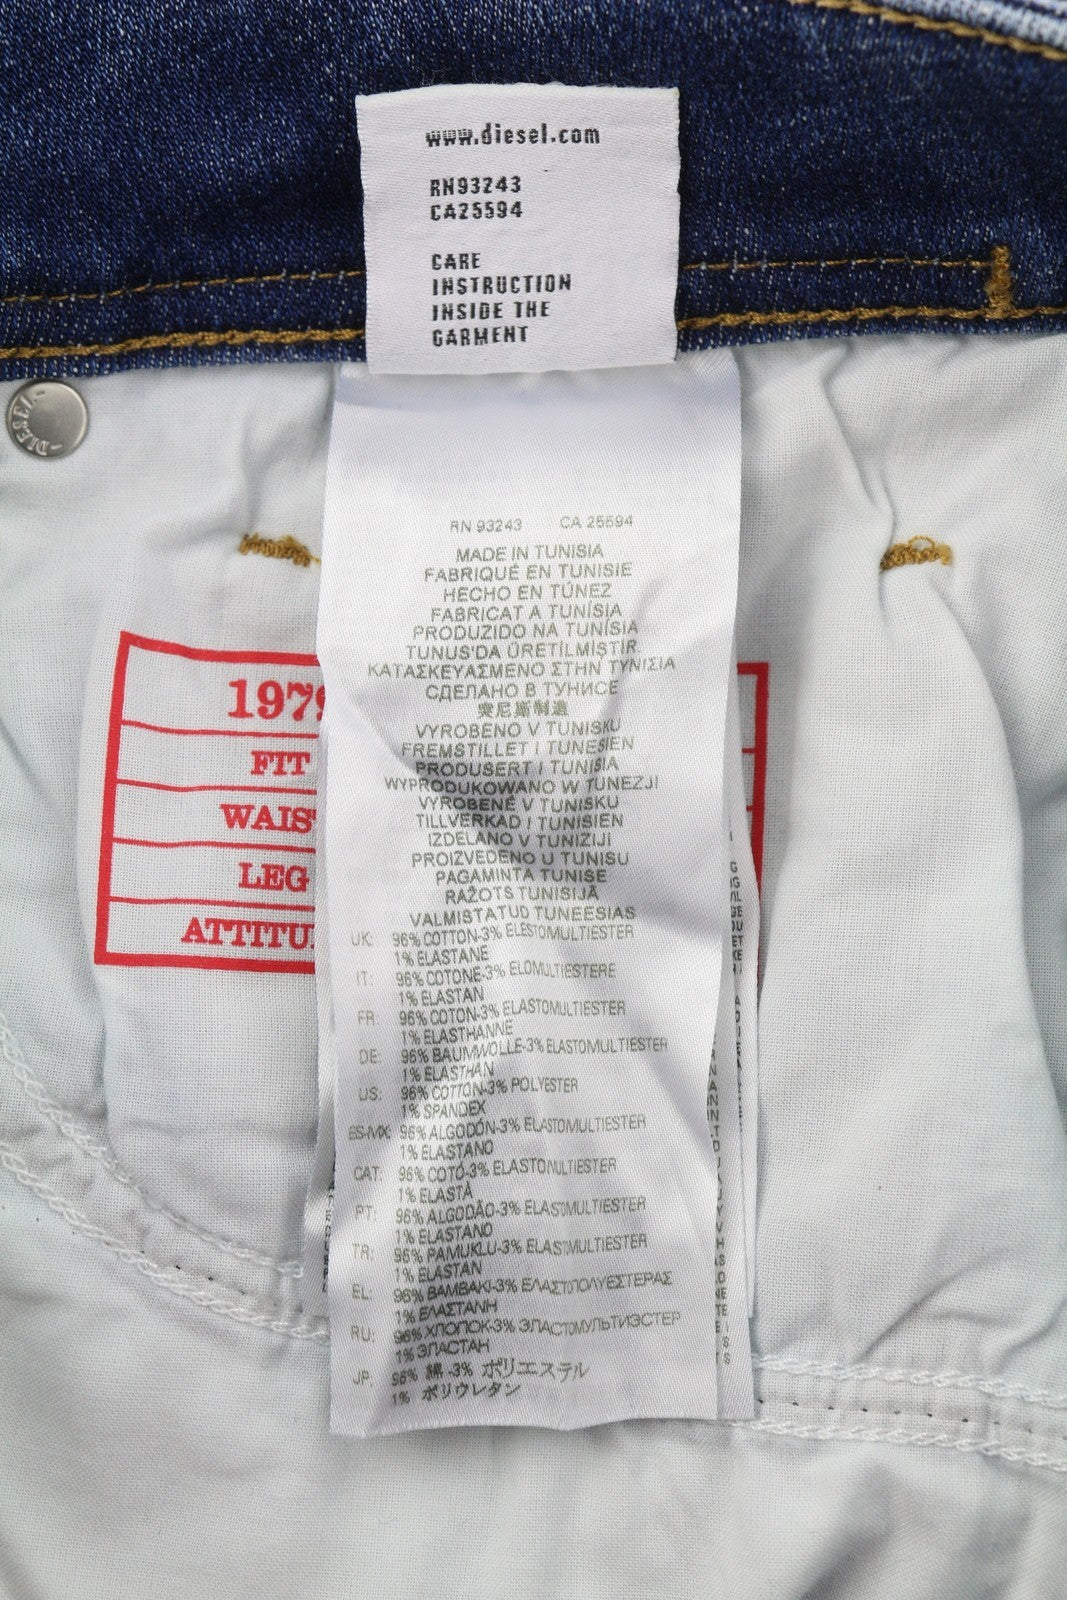 www.diesel.com
RN93243
CA25594
CARE
INSTRUCTION
INSIDE THE
GARMENT
DIESEL
RN 93243 CA 25594
MADE IN TUNISIA
FABRIQUÉ EN TUNISIE
HECHO EN TÚNEZ
FABRICAT A TUNÍSIA
PRODUZIDO NA TUNÍSIA
TUNUS'DA ÜRETİLMİŞTİR.
ΚΑΤΑΣΚΕΥΑΣΜΕΝΟ ΣΤΗΝ ΤΥΝΙΣΙΑ
СДЕЛАНО В ТУНИСЕ
突尼斯制造
VYROBENO V TUNISKU
FREMSTILLET I TUNESIEN
PRODUSERT I TUNISIA
WYPRODUKOWANO W TUNEZJI
VYROBENÉ V TUNISKU
TILLVERKAD I TUNISIEN
IZDELANO V TUNIZIJI
PROIZVEDENO U TUNISU
PAGAMINTA TUNISE
RAŽOTS TUNISIJĀ
VALMISTATUD TUNEESIAS
UK: 96% COTTON-3% ELESTOMULTIESTER
1% ELASTANE
IT: 96% COTONE-3% ELOMULTIESTERE
1% ELASTAN
FR: 96% COTON-3% ELASTOMULTIESTER
1% ELASTHANNE
DE: 96% BAUMWOLLE-3% ELASTOMULTIESTER
1% ELASTHAN
US: 96% COTTON-3% POLYESTER
1% SPANDEX
ES-MX: 96% ALGODÓN-3% ELASTOMULTIESTER
1% ELASTANO
CAT: 96% COTÓ-3% ELASTOMULTIESTER
1% ELASTÀ
PT: 96% ALGODÃO-3% ELASTOMULTIESTER
1% ELASTANO
TR: 96% PAMUKLU-3% ELASTOMULTIESTER
1% ELASTAN
EL: 96% ΒΑΜΒΑΚΙ-3% ΕΛΑΣΤΟΠΟΛΥΕΣΤΕΡΑΣ
1% ΕΛΑΣΤΑΝΗ
RU: 96% ХЛОПОК-3% ЭЛАСТОМУЛЬТИЭСТЕР
1% ЭЛАСТАН
JP: 96% 綿 -3% ポリエステル
1% ポリウレタン
1979
FIT
WAIS
LEG
ATTITU